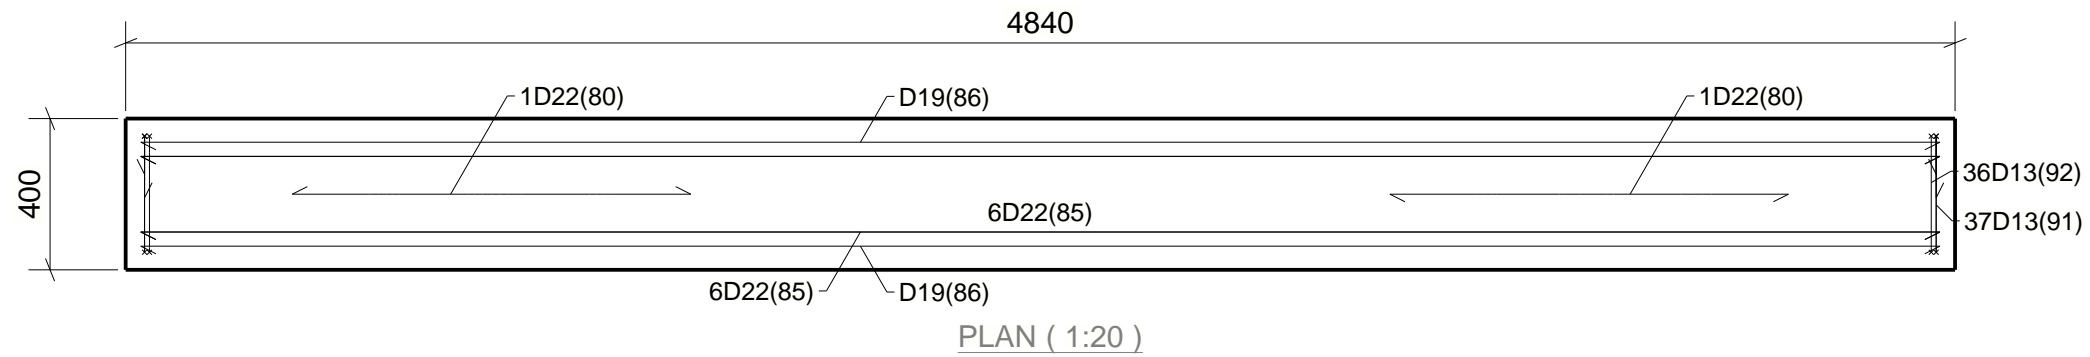 4840
1D22(80)
D19(86)
1D22(80)
400
36D13(92)
6D22(85)
37D13(91)
6D22(85)
D19(86)
PLAN ( 1:20 )